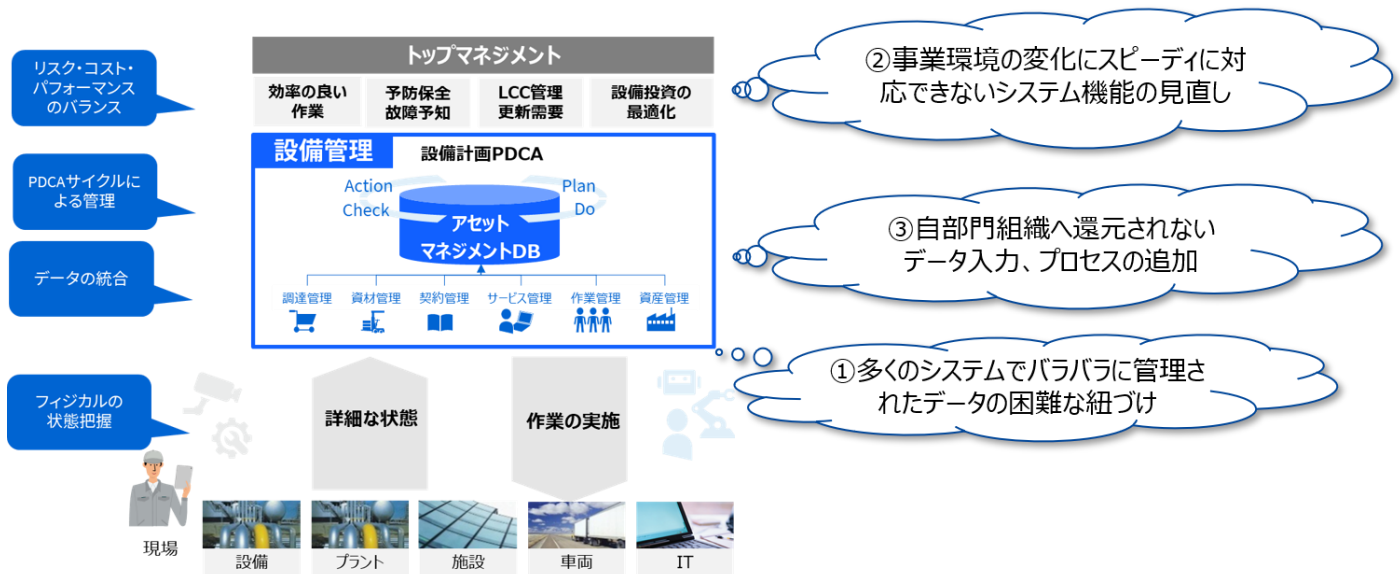 トップマネジメント
リスク・コスト・
パフォーマンス
のバランス
効率の良い
作業
予防保全
故障予知
LCC管理
更新需要
設備投資の
最適化
②事業環境の変化にスピーディに対
応できないシステム機能の見直し
設備管理
設備計画PDCA
PDCAサイクルに
よる管理
Action
Plan
Check
Do
アセット
マネジメントDB
③自部門組織へ還元されない
データ入力、プロセスの追加
データの統合
調達管理
資材管理
契約管理
サービス管理
作業管理
資産管理
①多くのシステムでバラバラに管理さ
れたデータの困難な紐づけ
フィジカルの
状態把握
詳細な状態
作業の実施
現場
設備
プラント
施設
車両
IT